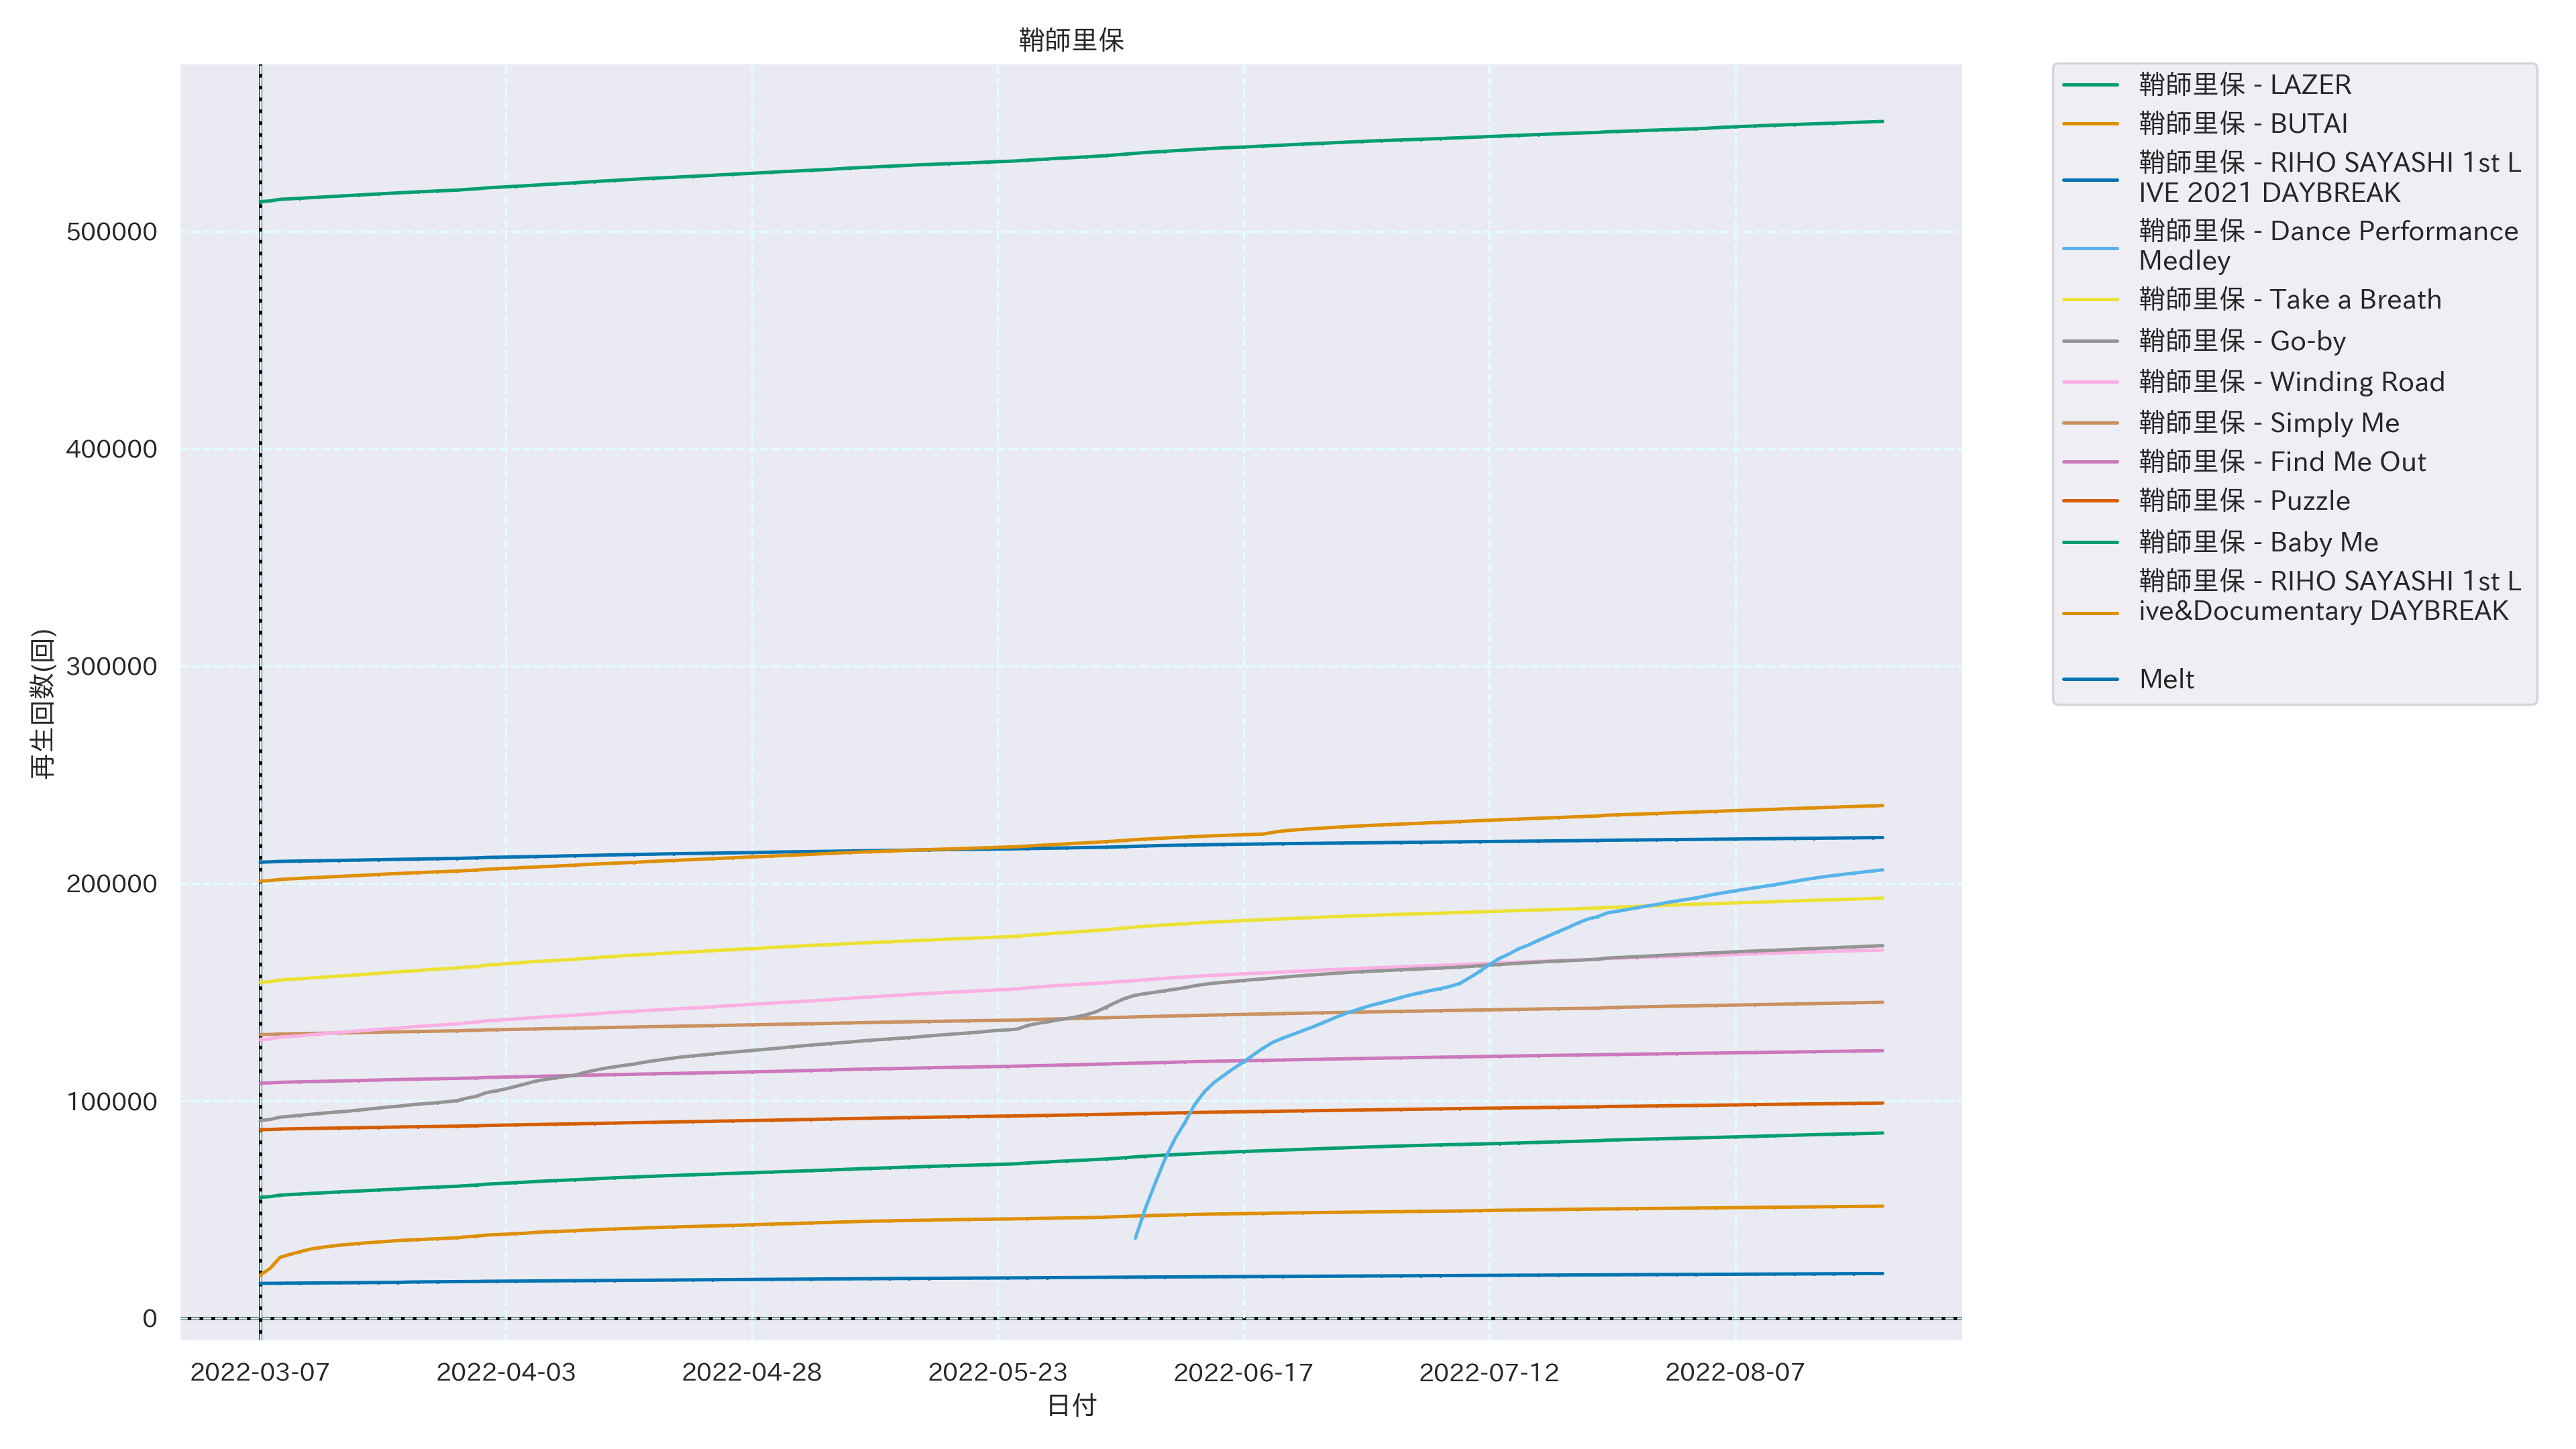 鞘師里保
500000
400000
300000
200000
100000
0
再生回数(回)
2022-03-07
2022-04-03
2022-04-28
2022-05-23
2022-06-17
2022-07-12
2022-08-07
日付
鞘師里保 - LAZER
鞘師里保 - BUTAI
鞘師里保 - RIHO SAYASHI 1st L
IVE 2021 DAYBREAK
鞘師里保 - Dance Performance
Medley
鞘師里保 - Take a Breath
鞘師里保 - Go-by
鞘師里保 - Winding Road
鞘師里保 - Simply Me
鞘師里保 - Find Me Out
鞘師里保 - Puzzle
鞘師里保 - Baby Me
鞘師里保 - RIHO SAYASHI 1st L
ive&Documentary DAYBREAK
Melt